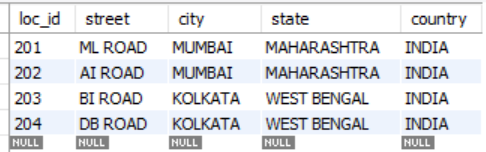 loc_id street city state country
201 ML ROAD MUMBAI MAHARASHTRA INDIA
202 AI ROAD MUMBAI MAHARASHTRA INDIA
203 BI ROAD KOLKATA WEST BENGAL INDIA
204 DB ROAD KOLKATA WEST BENGAL INDIA
NULL NULL NULL NULL NULL